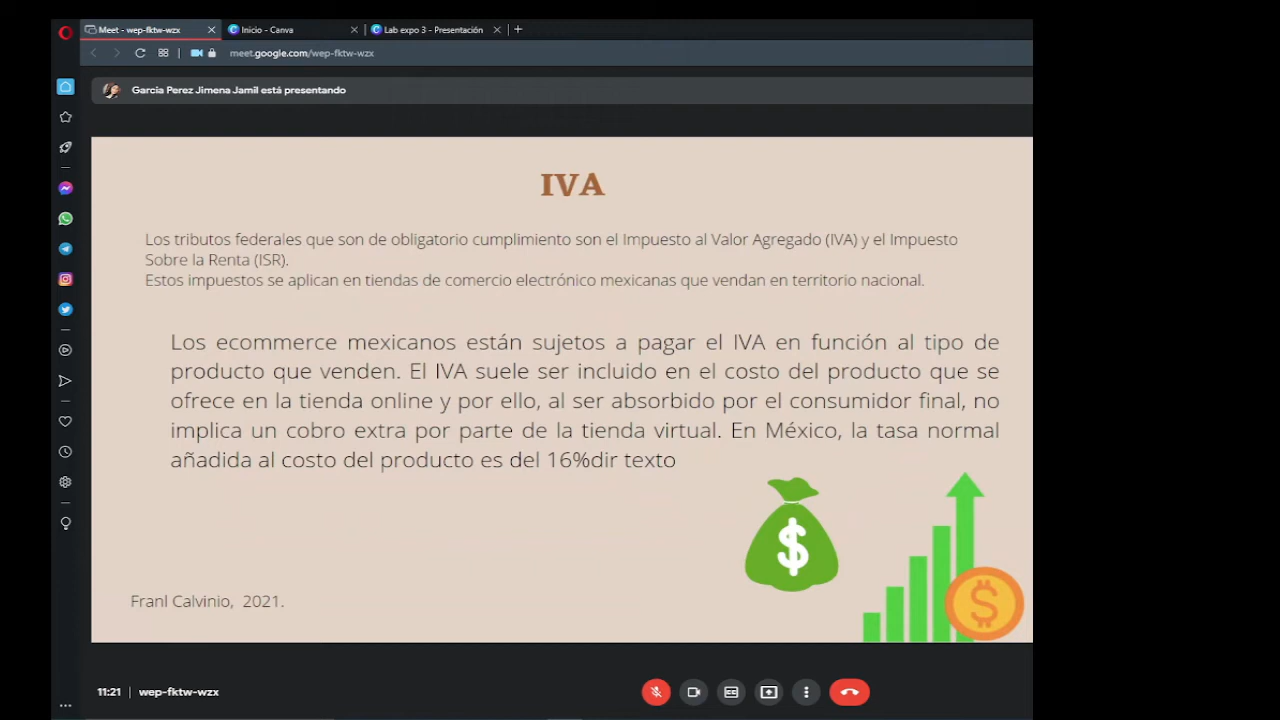 Meet - wep-fktw-wzx
Inicio - Canva
Lab expo 3 - Presentación
meet.google.com/wep-fktw-wzx
Garcia Perez Jimena Jamil está presentando
IVA
Los tributos federales que son de obligatorio cumplimiento son el Impuesto al Valor Agregado (IVA) y el Impuesto
Sobre la Renta (ISR).
Estos impuestos se aplican en tiendas de comercio electrónico mexicanas que vendan en territorio nacional.
Los ecommerce mexicanos están sujetos a pagar el IVA en función al tipo de
producto que venden. El IVA suele ser incluido en el costo del producto que se
ofrece en la tienda online y por ello, al ser absorbido por el consumidor final, no
implica un cobro extra por parte de la tienda virtual. En México, la tasa normal
añadida al costo del producto es del 16%dir texto
$
$
Franl Calvinio, 2021.
11:21 | wep-fktw-wzx